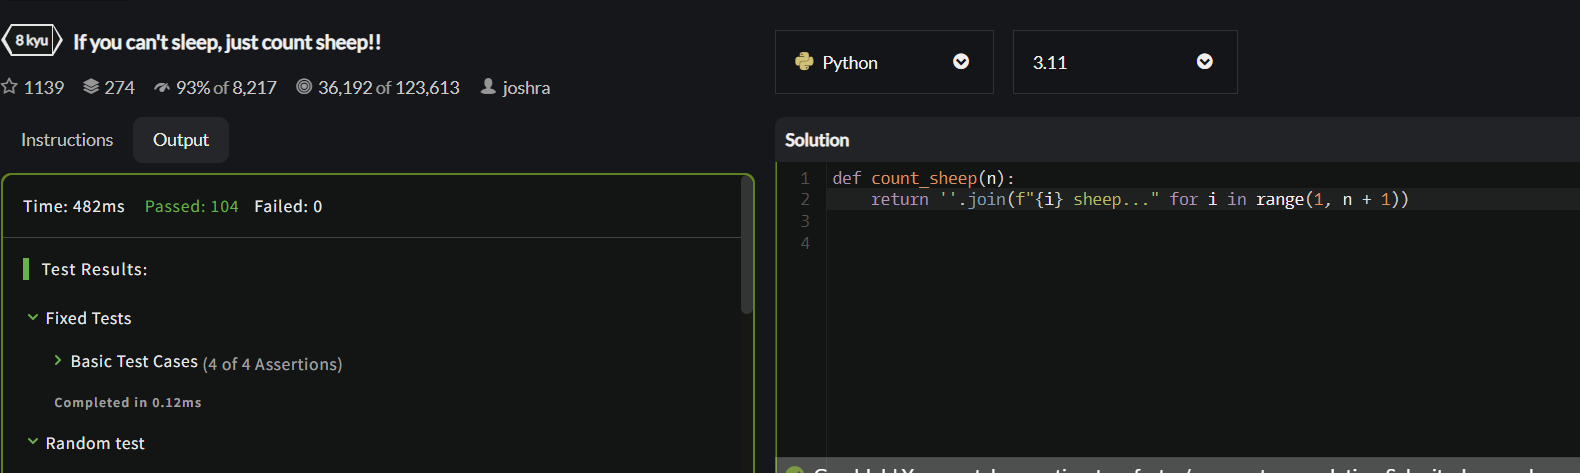 8 kyu If you can't sleep, just count sheep!!
1139 274 93% of 8,217 36,192 of 123,613 joshra
Instructions Output
Time: 482ms Passed: 104 Failed: 0
Test Results:
Fixed Tests
Basic Test Cases (4 of 4 Assertions)
Completed in 0.12ms
Random test
Python 3.11
Solution
1 def count_sheep(n):
2 return ''.join(f"{i} sheep..." for i in range(1, n + 1))
3
4